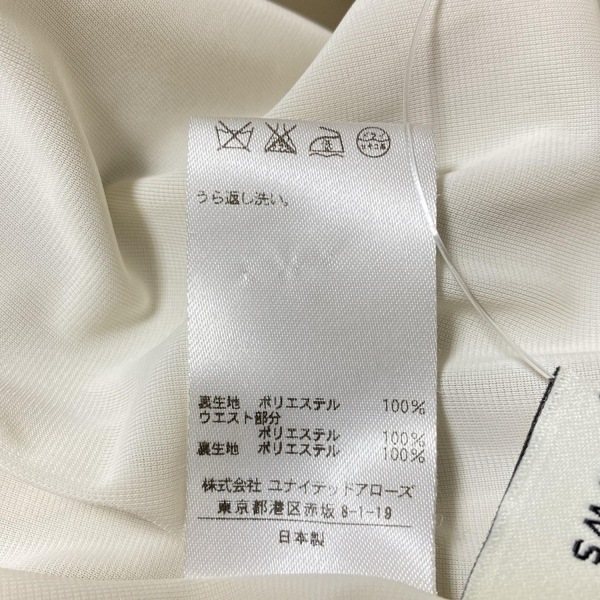 うら返し洗い。
裏生地 ポリエステル 100%
ウエスト部分
ポリエステル 100%
裏生地 ポリエステル 100%
株式会社 ユナイテッドアローズ
東京都港区赤坂 8-1-19
日本製
WS